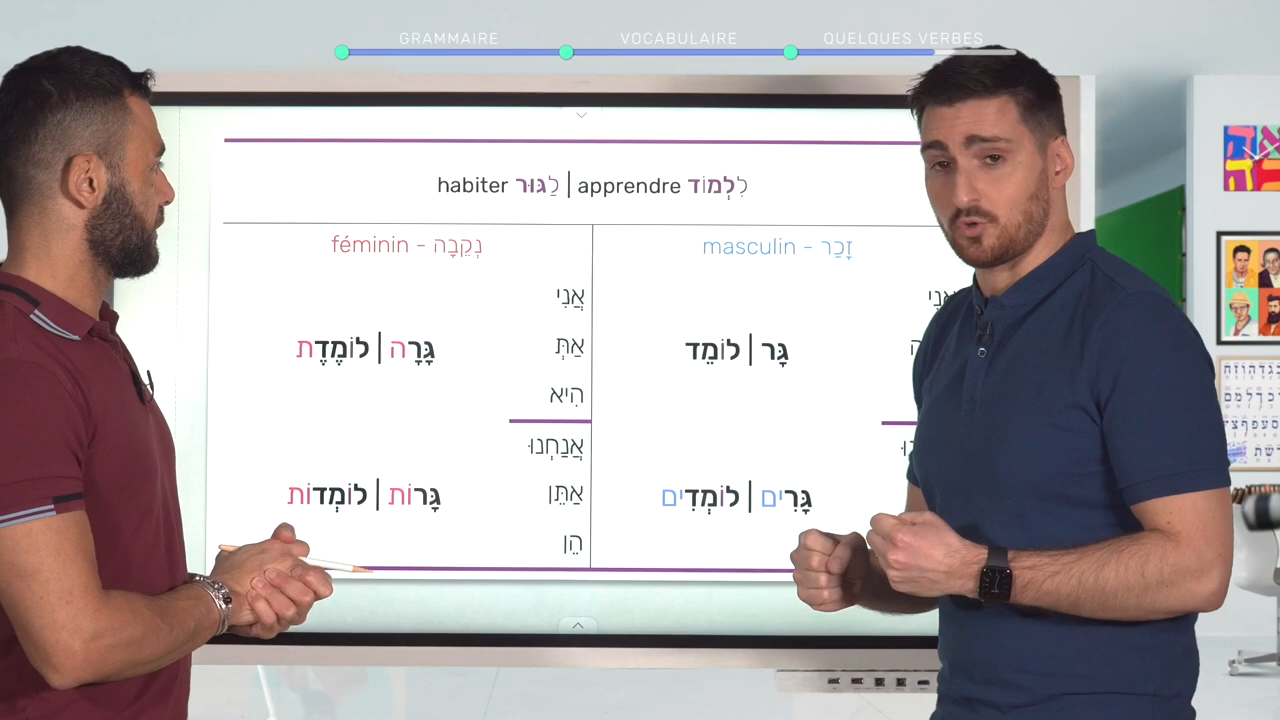 GRAMMAIRE VOCABULAIRE QUELQUES VERBES
לִלְמוֹד apprendre | לַגּוּר habiter
זָכָר - masculin
אֲנִי
גָּר | לוֹמֵד
גָּרִים | לוֹמְדִים
נְקֵבָה - féminin
אֲנִי
אַתְּ
הִיא
גָּרָה | לוֹמֶדֶת
אֲנַחְנוּ
אַתֵּן
הֵן
גָּרוֹת | לוֹמְדוֹת